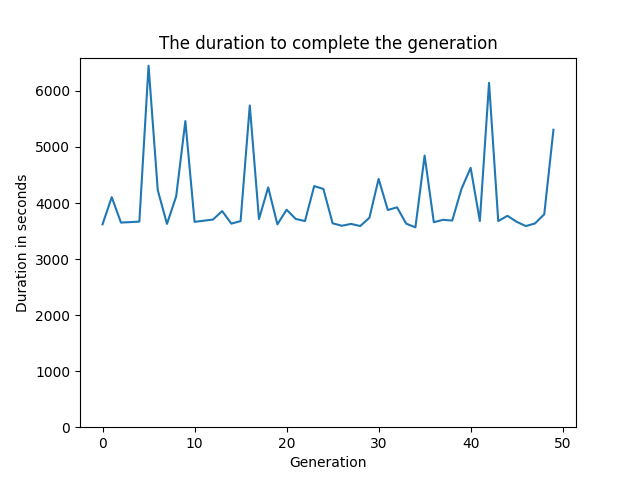 The duration to complete the generation
Duration in seconds
6000
5000
4000
3000
2000
1000
0
0 10 20 30 40 50
Generation